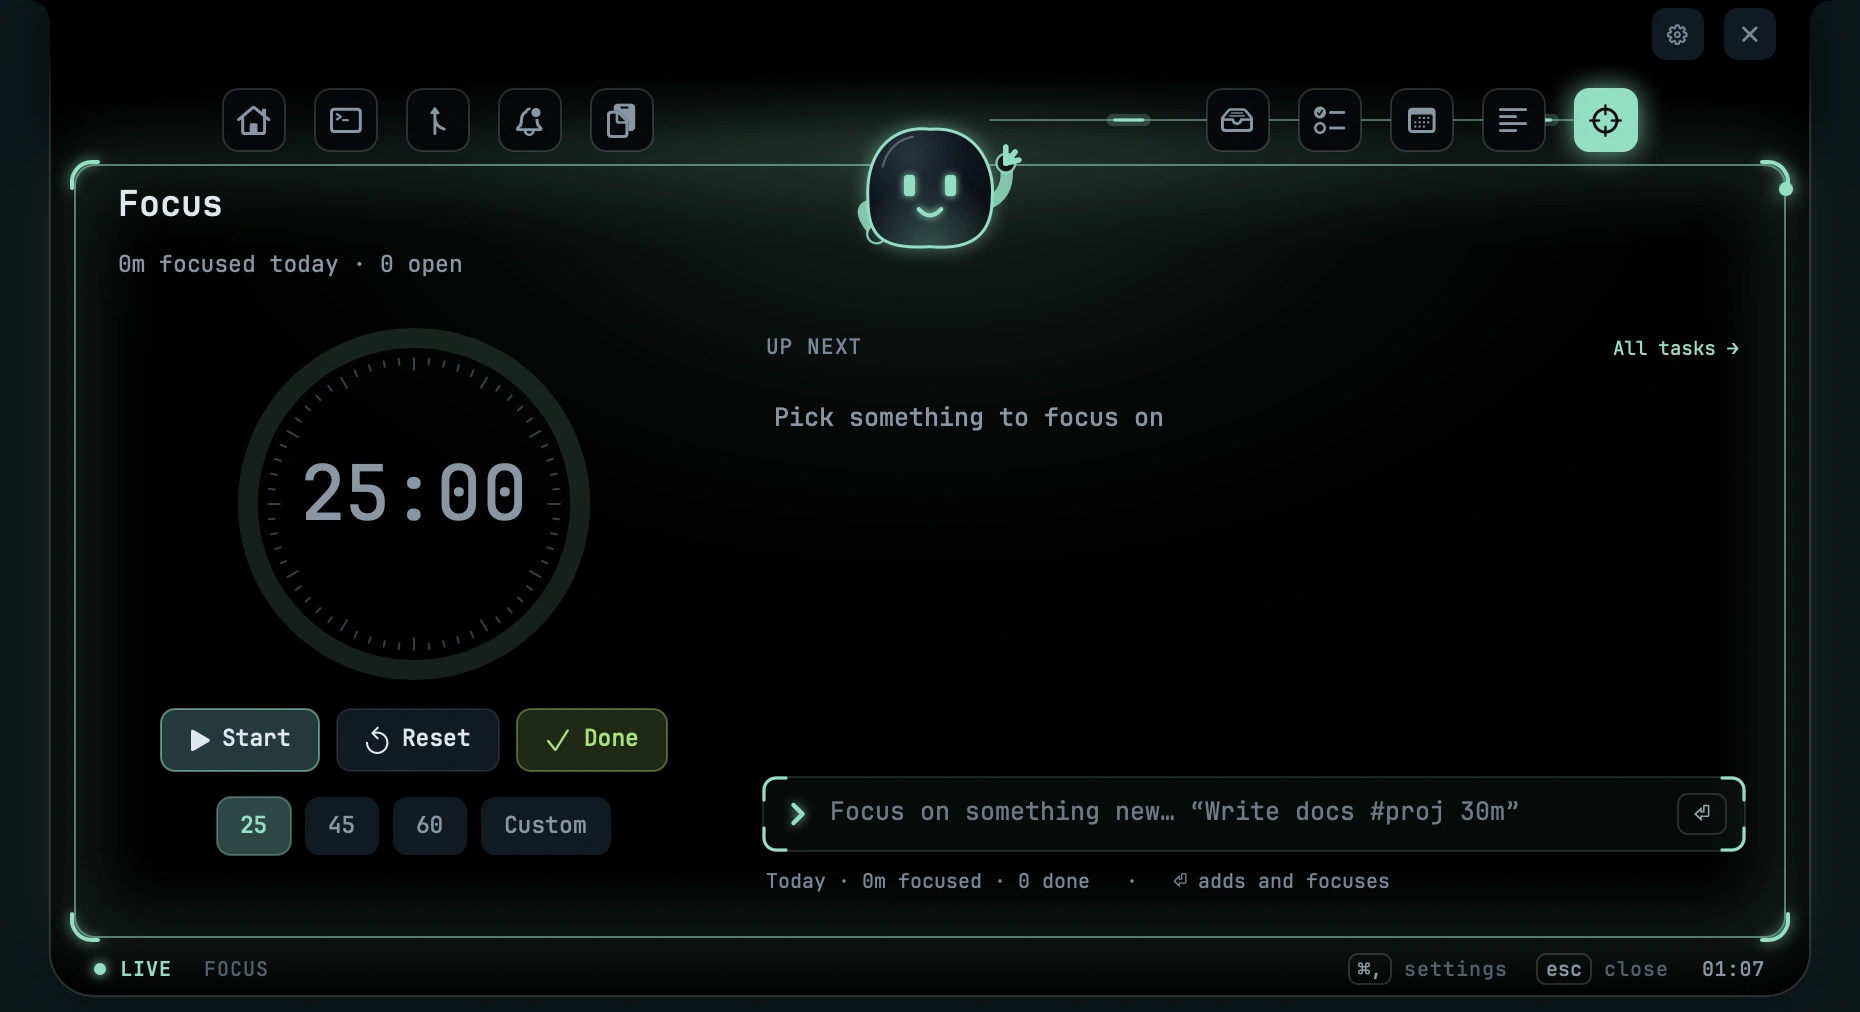 Focus
0m focused today · 0 open
25:00
Start
Reset
Done
25
45
60
Custom
UP NEXT
All tasks →
Pick something to focus on
Focus on something new… “Write docs #proj 30m”
⏎
Today · 0m focused · 0 done · ⏎ adds and focuses
LIVE
FOCUS
⌘, settings
esc close
01:07